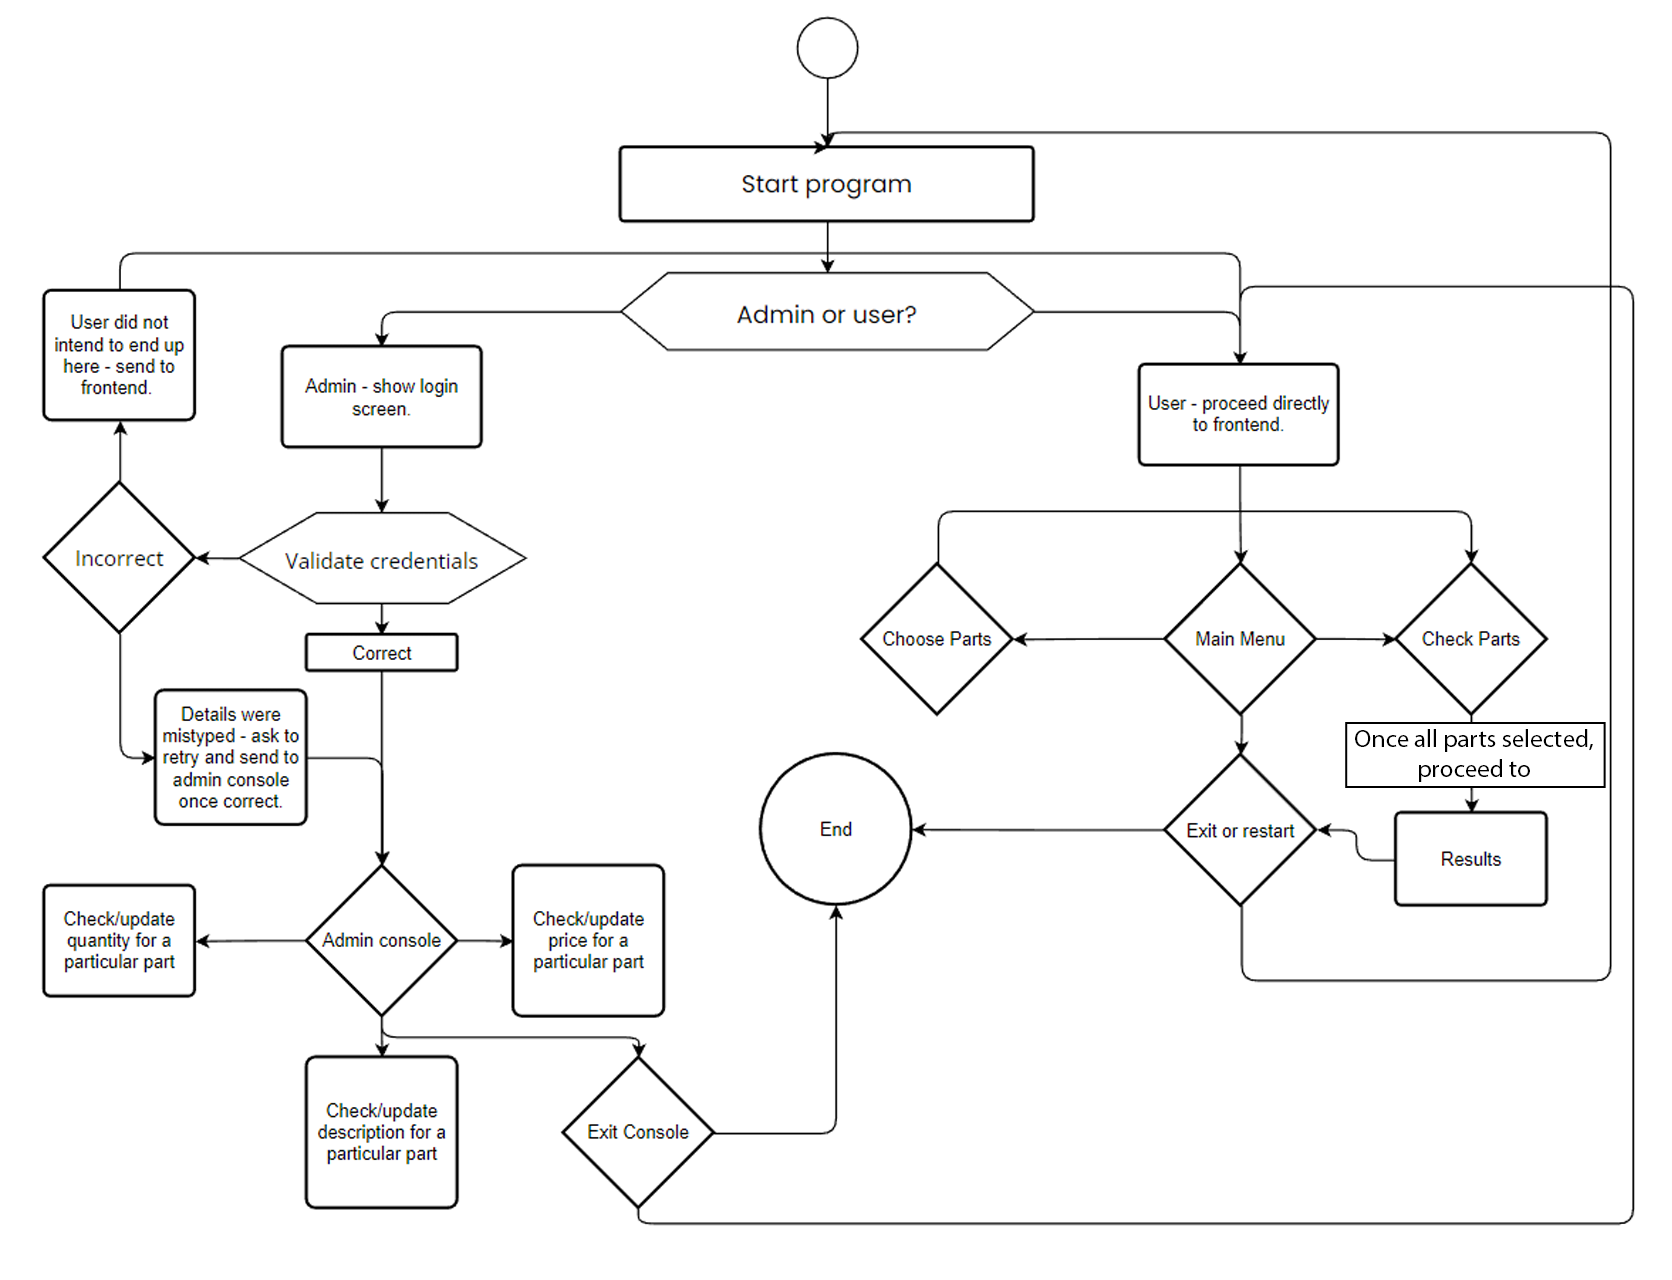 Start program
Admin or user?
User did not
intend to end up
here - send to
frontend.
Admin - show login
screen.
User - proceed directly
to frontend.
Incorrect
Validate credentials
Correct
Choose Parts
Main Menu
Check Parts
Details were
mistyped - ask to
retry and send to
admin console
once correct.
Once all parts selected,
proceed to
End
Exit or restart
Results
Check/update
quantity for a
particular part
Admin console
Check/update
price for a
particular part
Check/update
description for a
particular part
Exit Console